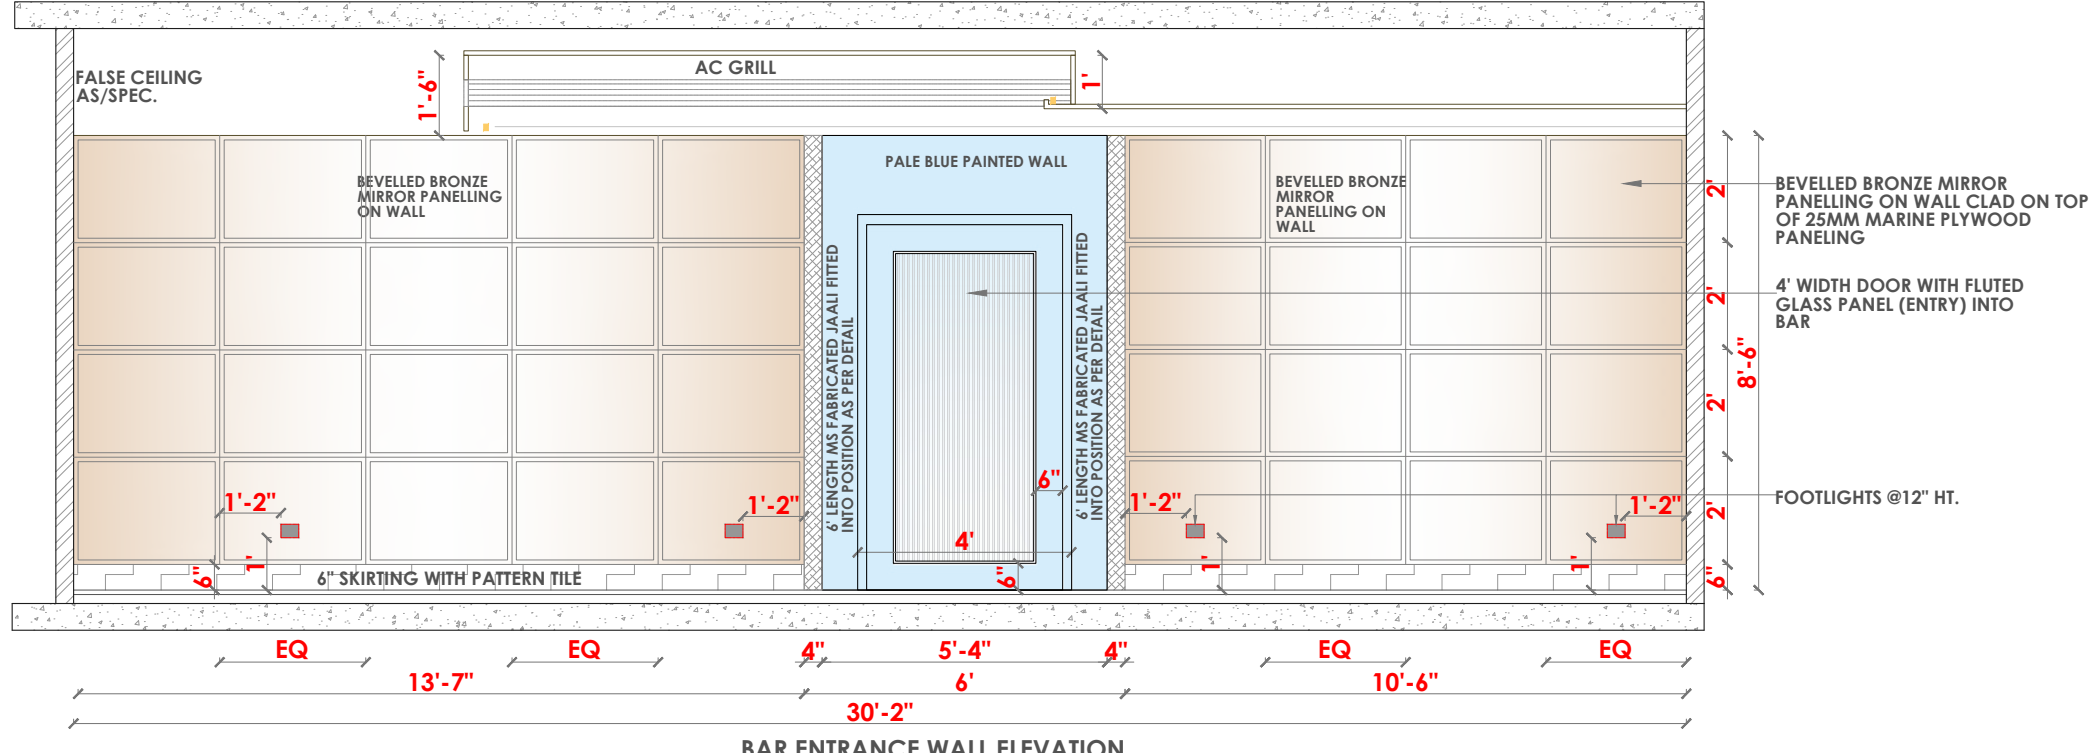 AC GRILL
FALSE CEILING
AS/SPEC.
1'-6"
1'
PALE BLUE PAINTED WALL
BEVELLED BRONZE
MIRROR PANELLING
ON WALL
BEVELLED BRONZE
MIRROR
PANELLING ON
WALL
2'
BEVELLED BRONZE MIRROR
PANELLING ON WALL CLAD ON TOP
OF 25MM MARINE PLYWOOD
PANELING
6' LENGTH MS FABRICATED JAALI FITTED
INTO POSITION AS PER DETAIL
6' LENGTH MS FABRICATED JAALI FITTED
INTO POSITION AS PER DETAIL
2'
4' WIDTH DOOR WITH FLUTED
GLASS PANEL (ENTRY) INTO
BAR
8'-6"
2'
6"
1'-2"
1'-2"
1'-2"
1'-2"
2'
FOOTLIGHTS @12" HT.
4'
6"
1'
6" SKIRTING WITH PATTERN TILE
6"
1'
1'
6"
EQ
EQ
4"
5'-4"
4"
EQ
EQ
13'-7"
6'
10'-6"
30'-2"
BAR ENTRANCE WALL ELEVATION